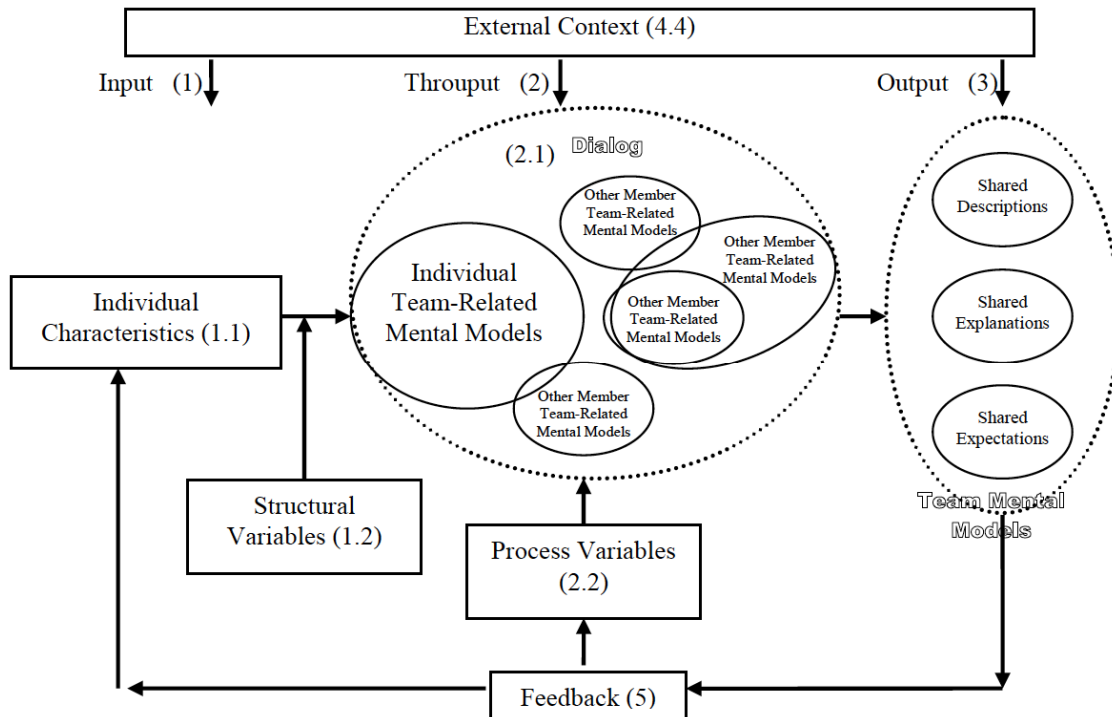 External Context (4.4)
Input (1)
Throuput (2)
Output (3)
(2.1)
Dialog
Other Member
Team-Related
Mental Models
Other Member
Team-Related
Mental Models
Individual
Team-Related
Mental Models
Other Member
Team-Related
Mental Models
Other Member
Team-Related
Mental Models
Shared
Descriptions
Shared
Explanations
Shared
Expectations
Team Mental
Models
Individual
Characteristics (1.1)
Structural
Variables (1.2)
Process Variables
(2.2)
Feedback (5)